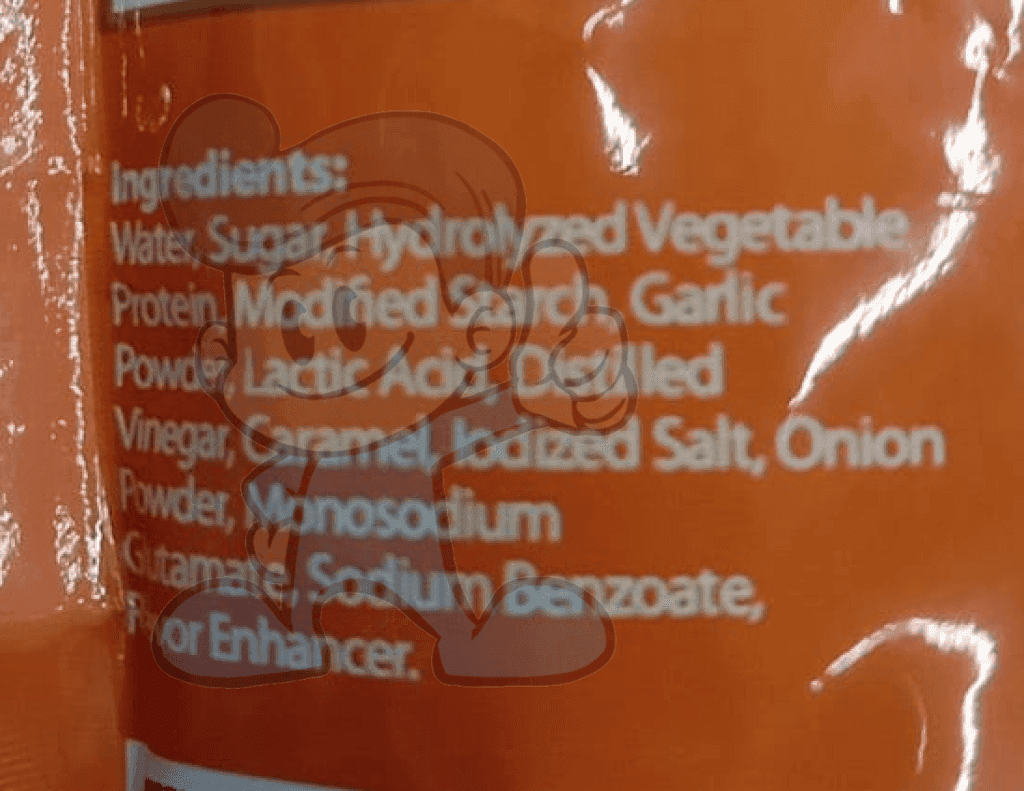 Ingredients:
Water, Sugar, Hydrolyzed Vegetable
Protein, Modified Starch, Garlic
Powder, Lactic Acid, Distilled
Vinegar, Caramel, Iodized Salt, Onion
Powder, Monosodium
Glutamate, Sodium Benzoate,
Flavor Enhancer.